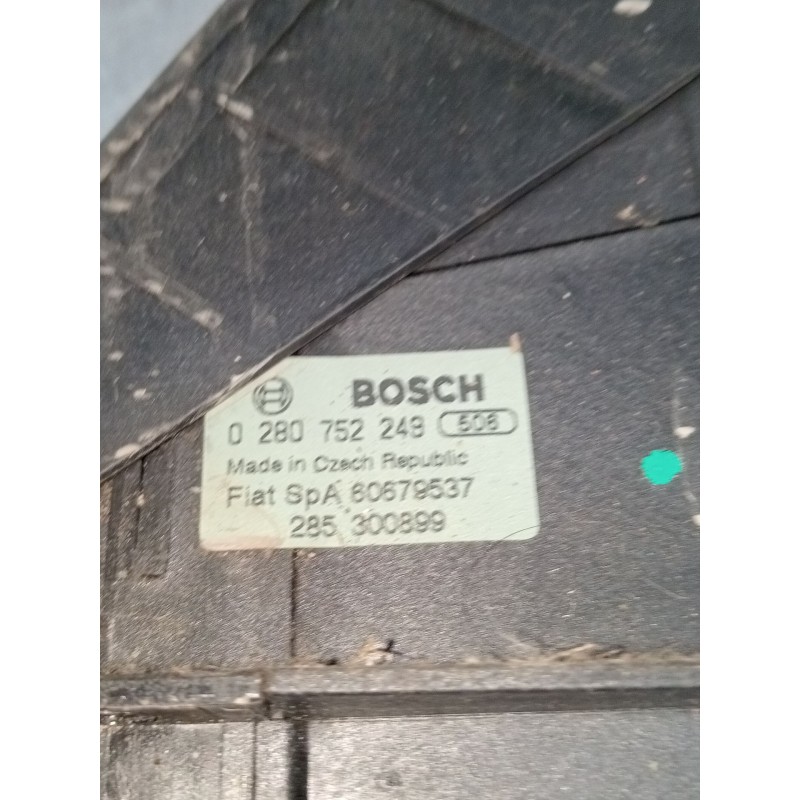 BOSCH
0 280 752 249 506
Made in Czech Republic
Fiat SpA 60679537
285 300899